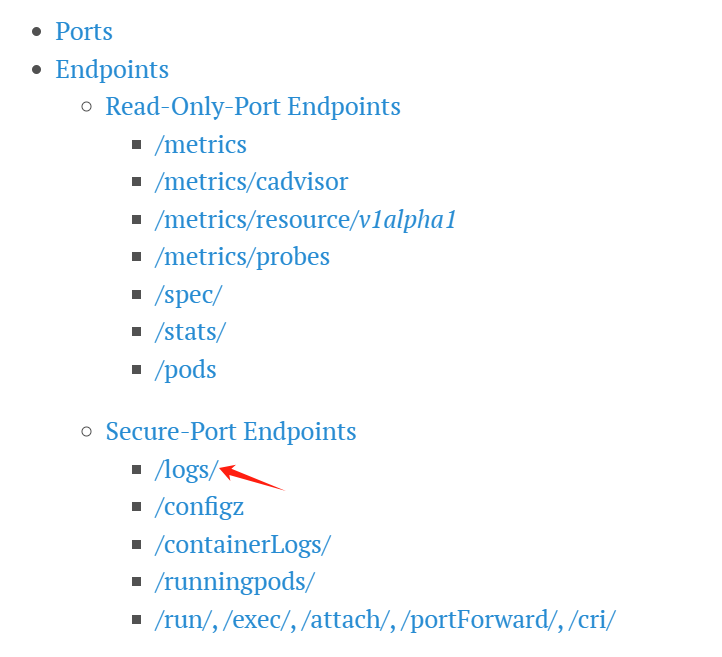 Ports
Endpoints
Read-Only-Port Endpoints
/metrics
/metrics/cadvisor
/metrics/resource/v1alpha1
/metrics/probes
/spec/
/stats/
/pods
Secure-Port Endpoints
/logs/
/configz
/containerLogs/
/runningpods/
/run/, /exec/, /attach/, /portForward/, /cri/